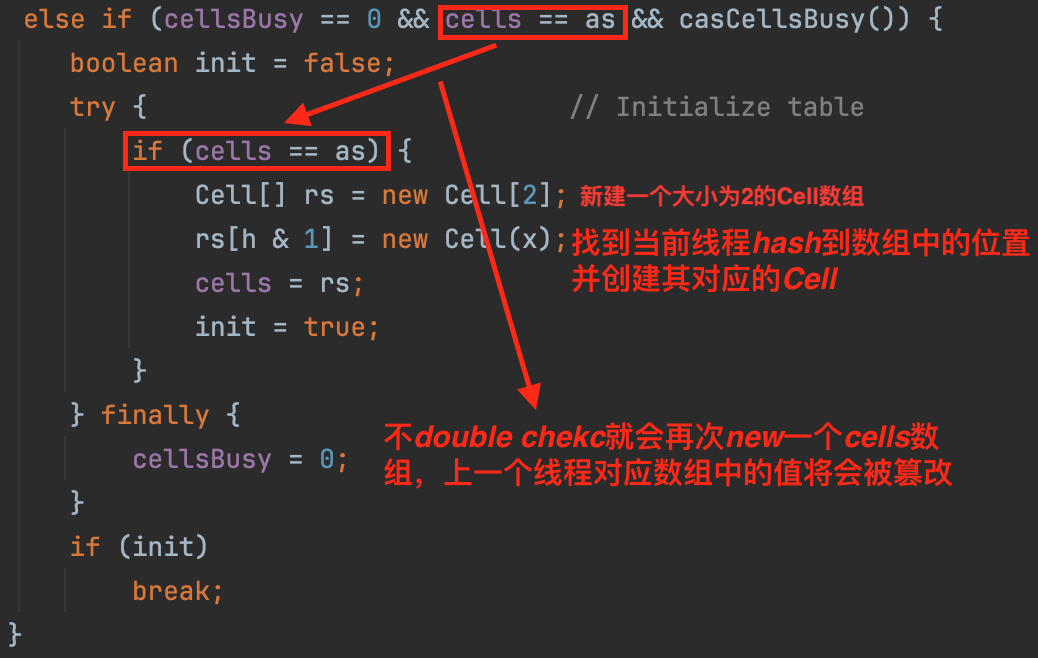 else if (cellsBusy == 0 && cells == as && casCellsBusy()) {
boolean init = false;
try { // Initialize table
if (cells == as) {
Cell[] rs = new Cell[2]; 新建一个大小为2的Cell数组
rs[h & 1] = new Cell(x); 找到当前线程hash到数组中的位置
并创建其对应的Cell
cells = rs;
init = true;
}
} finally {
不double chekc就会再次new一个cells数
cellsBusy = 0;
组，上一个线程对应数组中的值将会被篡改
}
if (init)
break;
}